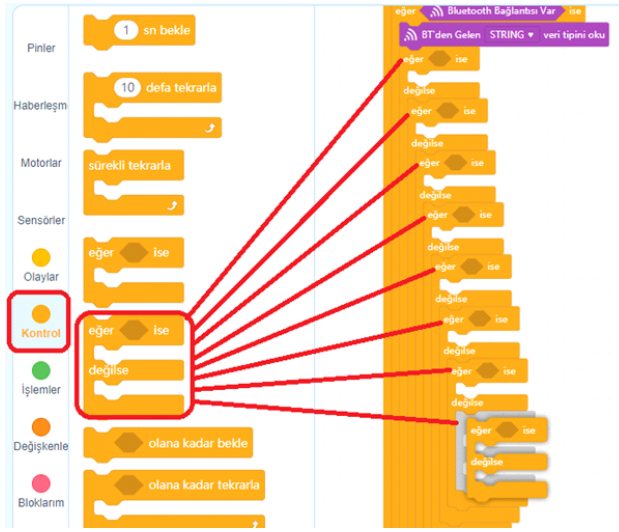 Pinler
Haberleşm
Motorlar
Sensörler
Olaylar
Kontrol
İşlemler
Değişkenle
Bloklarım
1 sn bekle
10 defa tekrarla
sürekli tekrarla
eğer ise
eğer ise
değilse
olana kadar bekle
olana kadar tekrarla
eğer Bluetooth Bağlantısı Var ise
BT'den Gelen STRING veri tipini oku
eğer ise
değilse
eğer ise
değilse
eğer ise
değilse
eğer ise
değilse
eğer ise
değilse
eğer ise
değilse
eğer ise
değilse
eğer ise
değilse